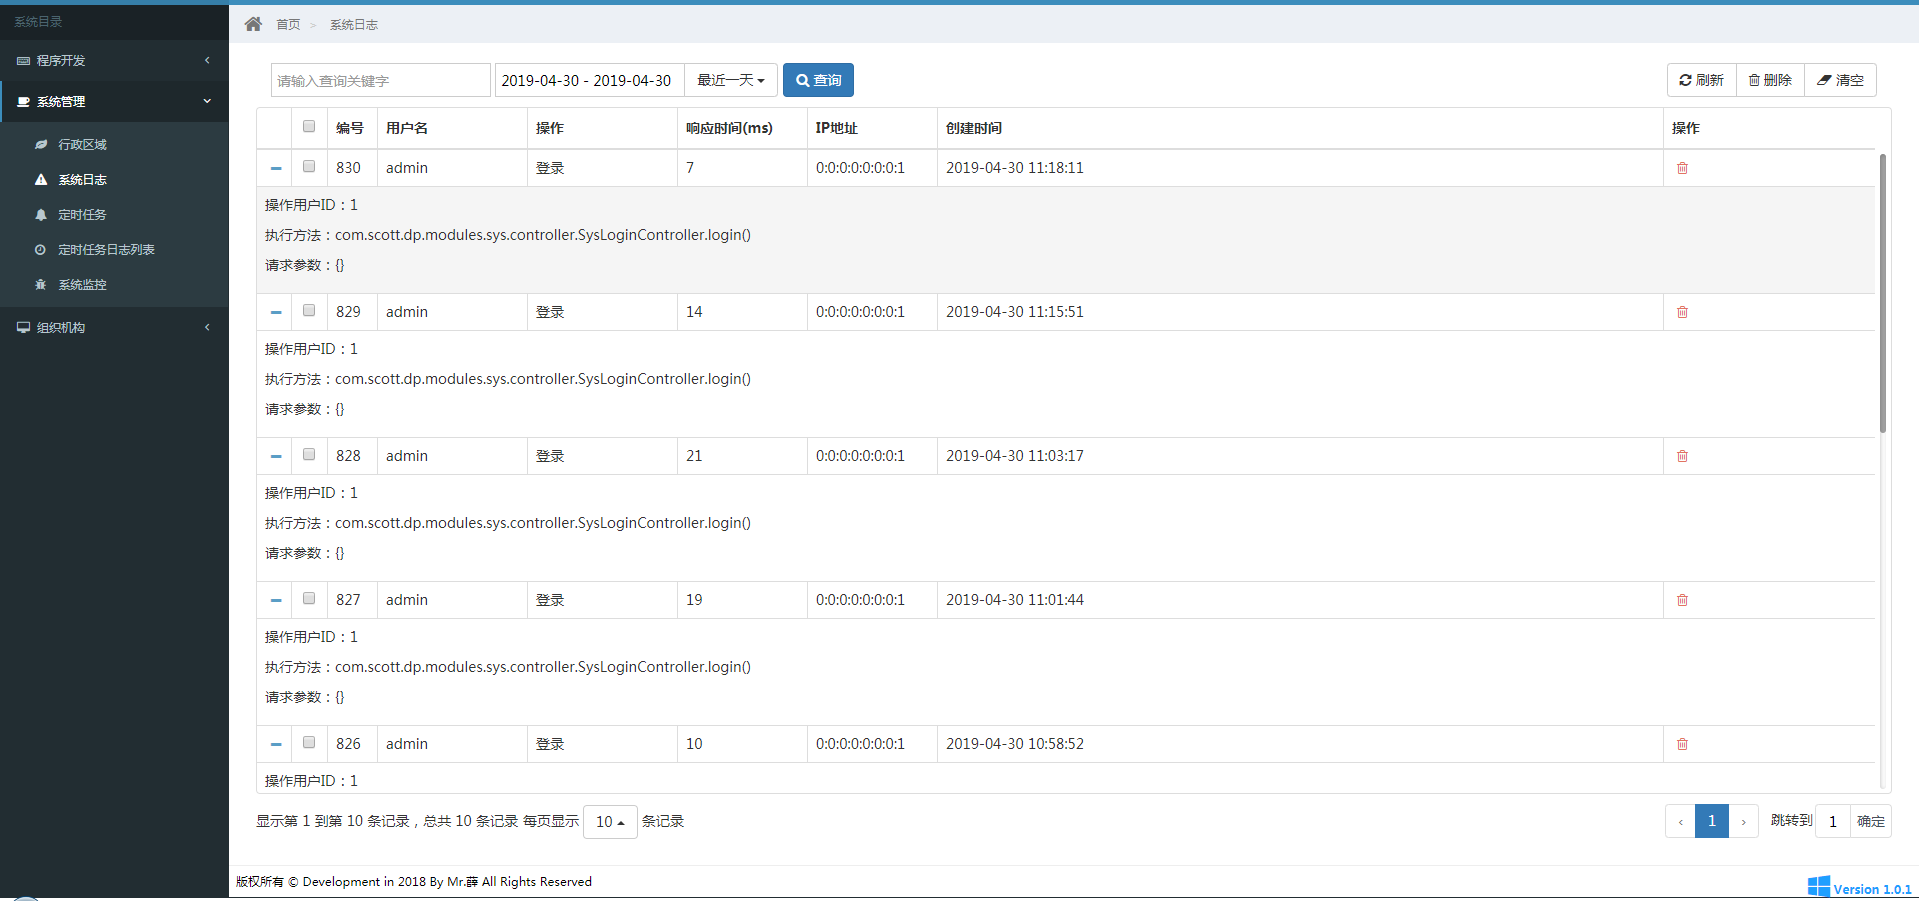 系统目录
程序开发
系统管理
行政区域
系统日志
定时任务
定时任务日志列表
系统监控
组织机构
首页 > 系统日志
请输入查询关键字 2019-04-30 - 2019-04-30 最近一天 查询 刷新 删除 清空
编号 用户名 操作 响应时间(ms) IP地址 创建时间 操作
830 admin 登录 7 0:0:0:0:0:0:0:1 2019-04-30 11:18:11
操作用户ID：1
执行方法：com.scott.dp.modules.sys.controller.SysLoginController.login()
请求参数：{}
829 admin 登录 14 0:0:0:0:0:0:0:1 2019-04-30 11:15:51
操作用户ID：1
执行方法：com.scott.dp.modules.sys.controller.SysLoginController.login()
请求参数：{}
828 admin 登录 21 0:0:0:0:0:0:0:1 2019-04-30 11:03:17
操作用户ID：1
执行方法：com.scott.dp.modules.sys.controller.SysLoginController.login()
请求参数：{}
827 admin 登录 19 0:0:0:0:0:0:0:1 2019-04-30 11:01:44
操作用户ID：1
执行方法：com.scott.dp.modules.sys.controller.SysLoginController.login()
请求参数：{}
826 admin 登录 10 0:0:0:0:0:0:0:1 2019-04-30 10:58:52
操作用户ID：1
显示第 1 到第 10 条记录，总共 10 条记录 每页显示 10 条记录 ‹ 1 › 跳转到 1 确定
版权所有 © Development in 2018 By Mr.薛 All Rights Reserved
Version 1.0.1